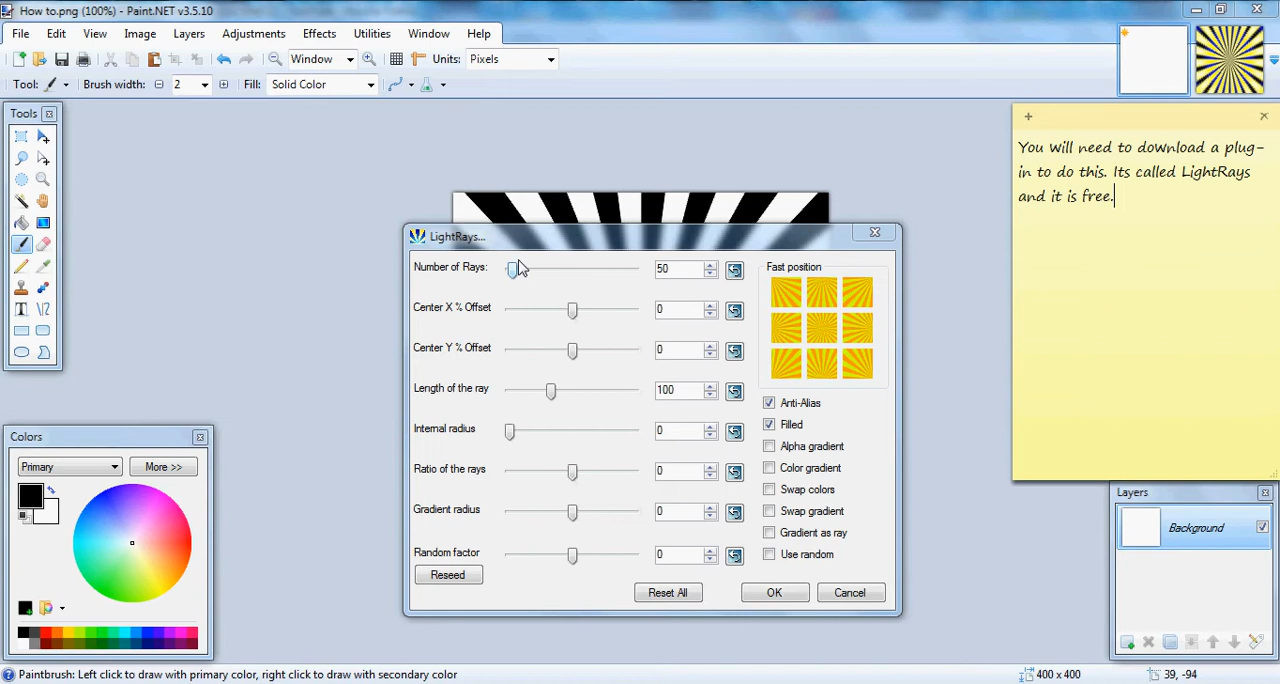 How to.png (100%) - Paint.NET v3.5.10
File Edit View Image Layers Adjustments Effects Utilities Window Help
Window Units: Pixels
Tool: Brush width: 2 Fill: Solid Color
Tools
You will need to download a plug-
in to do this. Its called LightRays
and it is free.
LightRays...
Number of Rays: 50 Fast position
Center X % Offset 0
Center Y % Offset 0
Length of the ray 100
Anti-Alias
Internal radius 0 Filled
Alpha gradient
Ratio of the rays 0 Color gradient
Swap colors
Gradient radius 0 Swap gradient
Gradient as ray
Random factor 0 Use random
Reseed
Reset All OK Cancel
Colors
Primary More >>
Layers
Background
Paintbrush: Left click to draw with primary color, right click to draw with secondary color 400 x 400 39, -94